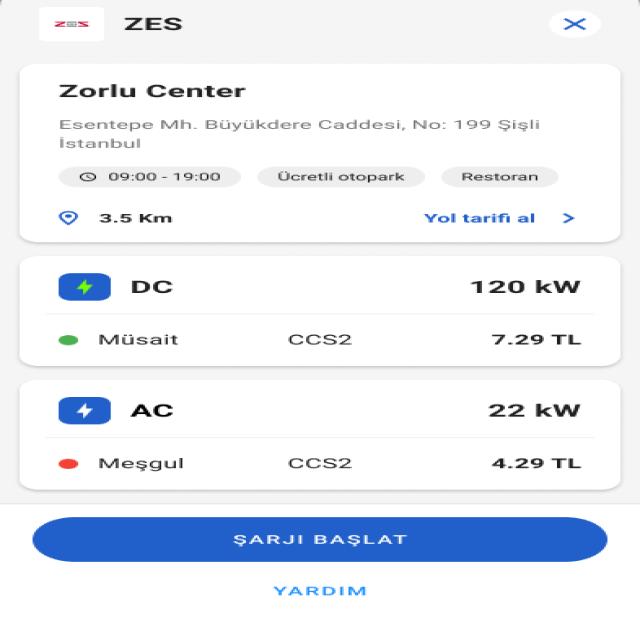 ZES ZES
Zorlu Center
Esentepe Mh. Büyükdere Caddesi, No: 199 Şişli
İstanbul
09:00 - 19:00 Ücretli otopark Restoran
3.5 Km Yol tarifi al
DC 120 kW
Müsait CCS2 7.29 TL
AC 22 kW
Meşgul CCS2 4.29 TL
ŞARJI BAŞLAT
YARDIM